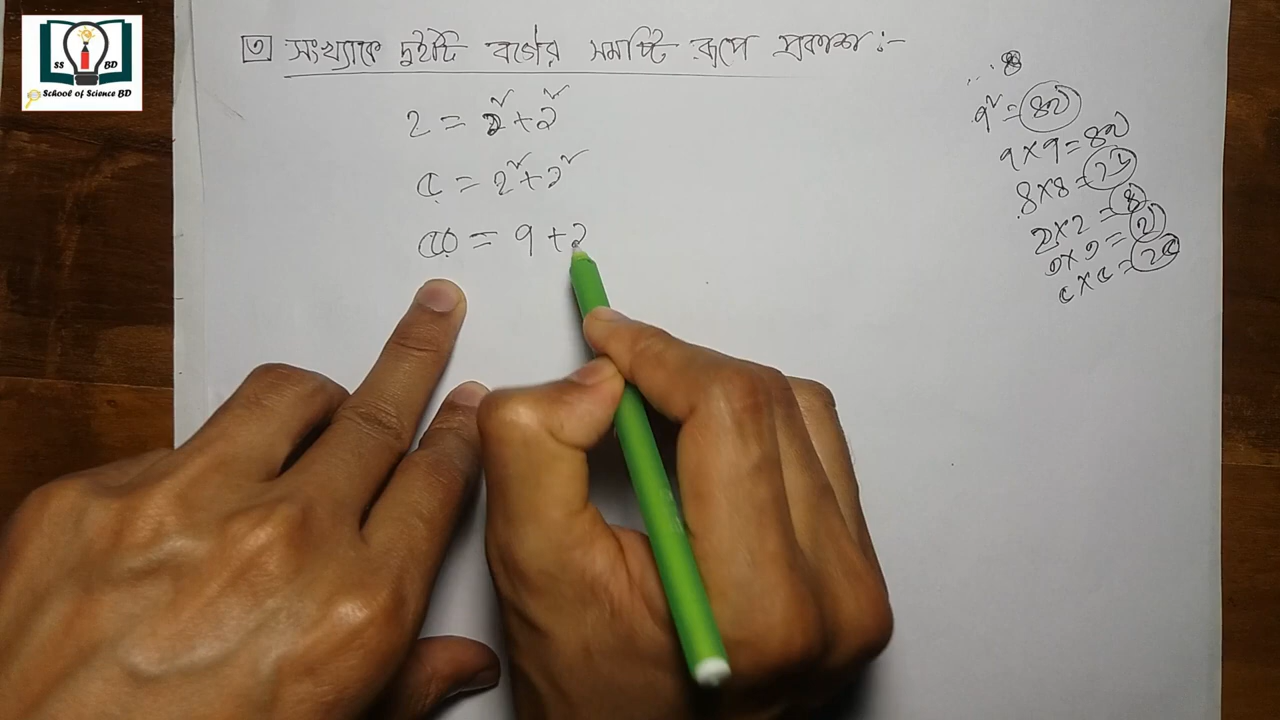 SS BD
School of Science BD
৩ সংখ্যাকে দুইটি বর্গের সমষ্টি রূপে প্রকাশ :-
২ = ১² + ১²
৫ = ২² + ১²
= ৭ + ১
৭² = ৪৯
৭ × ৭ = ৪৯
৪ × ৪ = ১৬
২ × ২ = ৪
৩ × ৩ = ৯
৫ × ৫ = ২৫